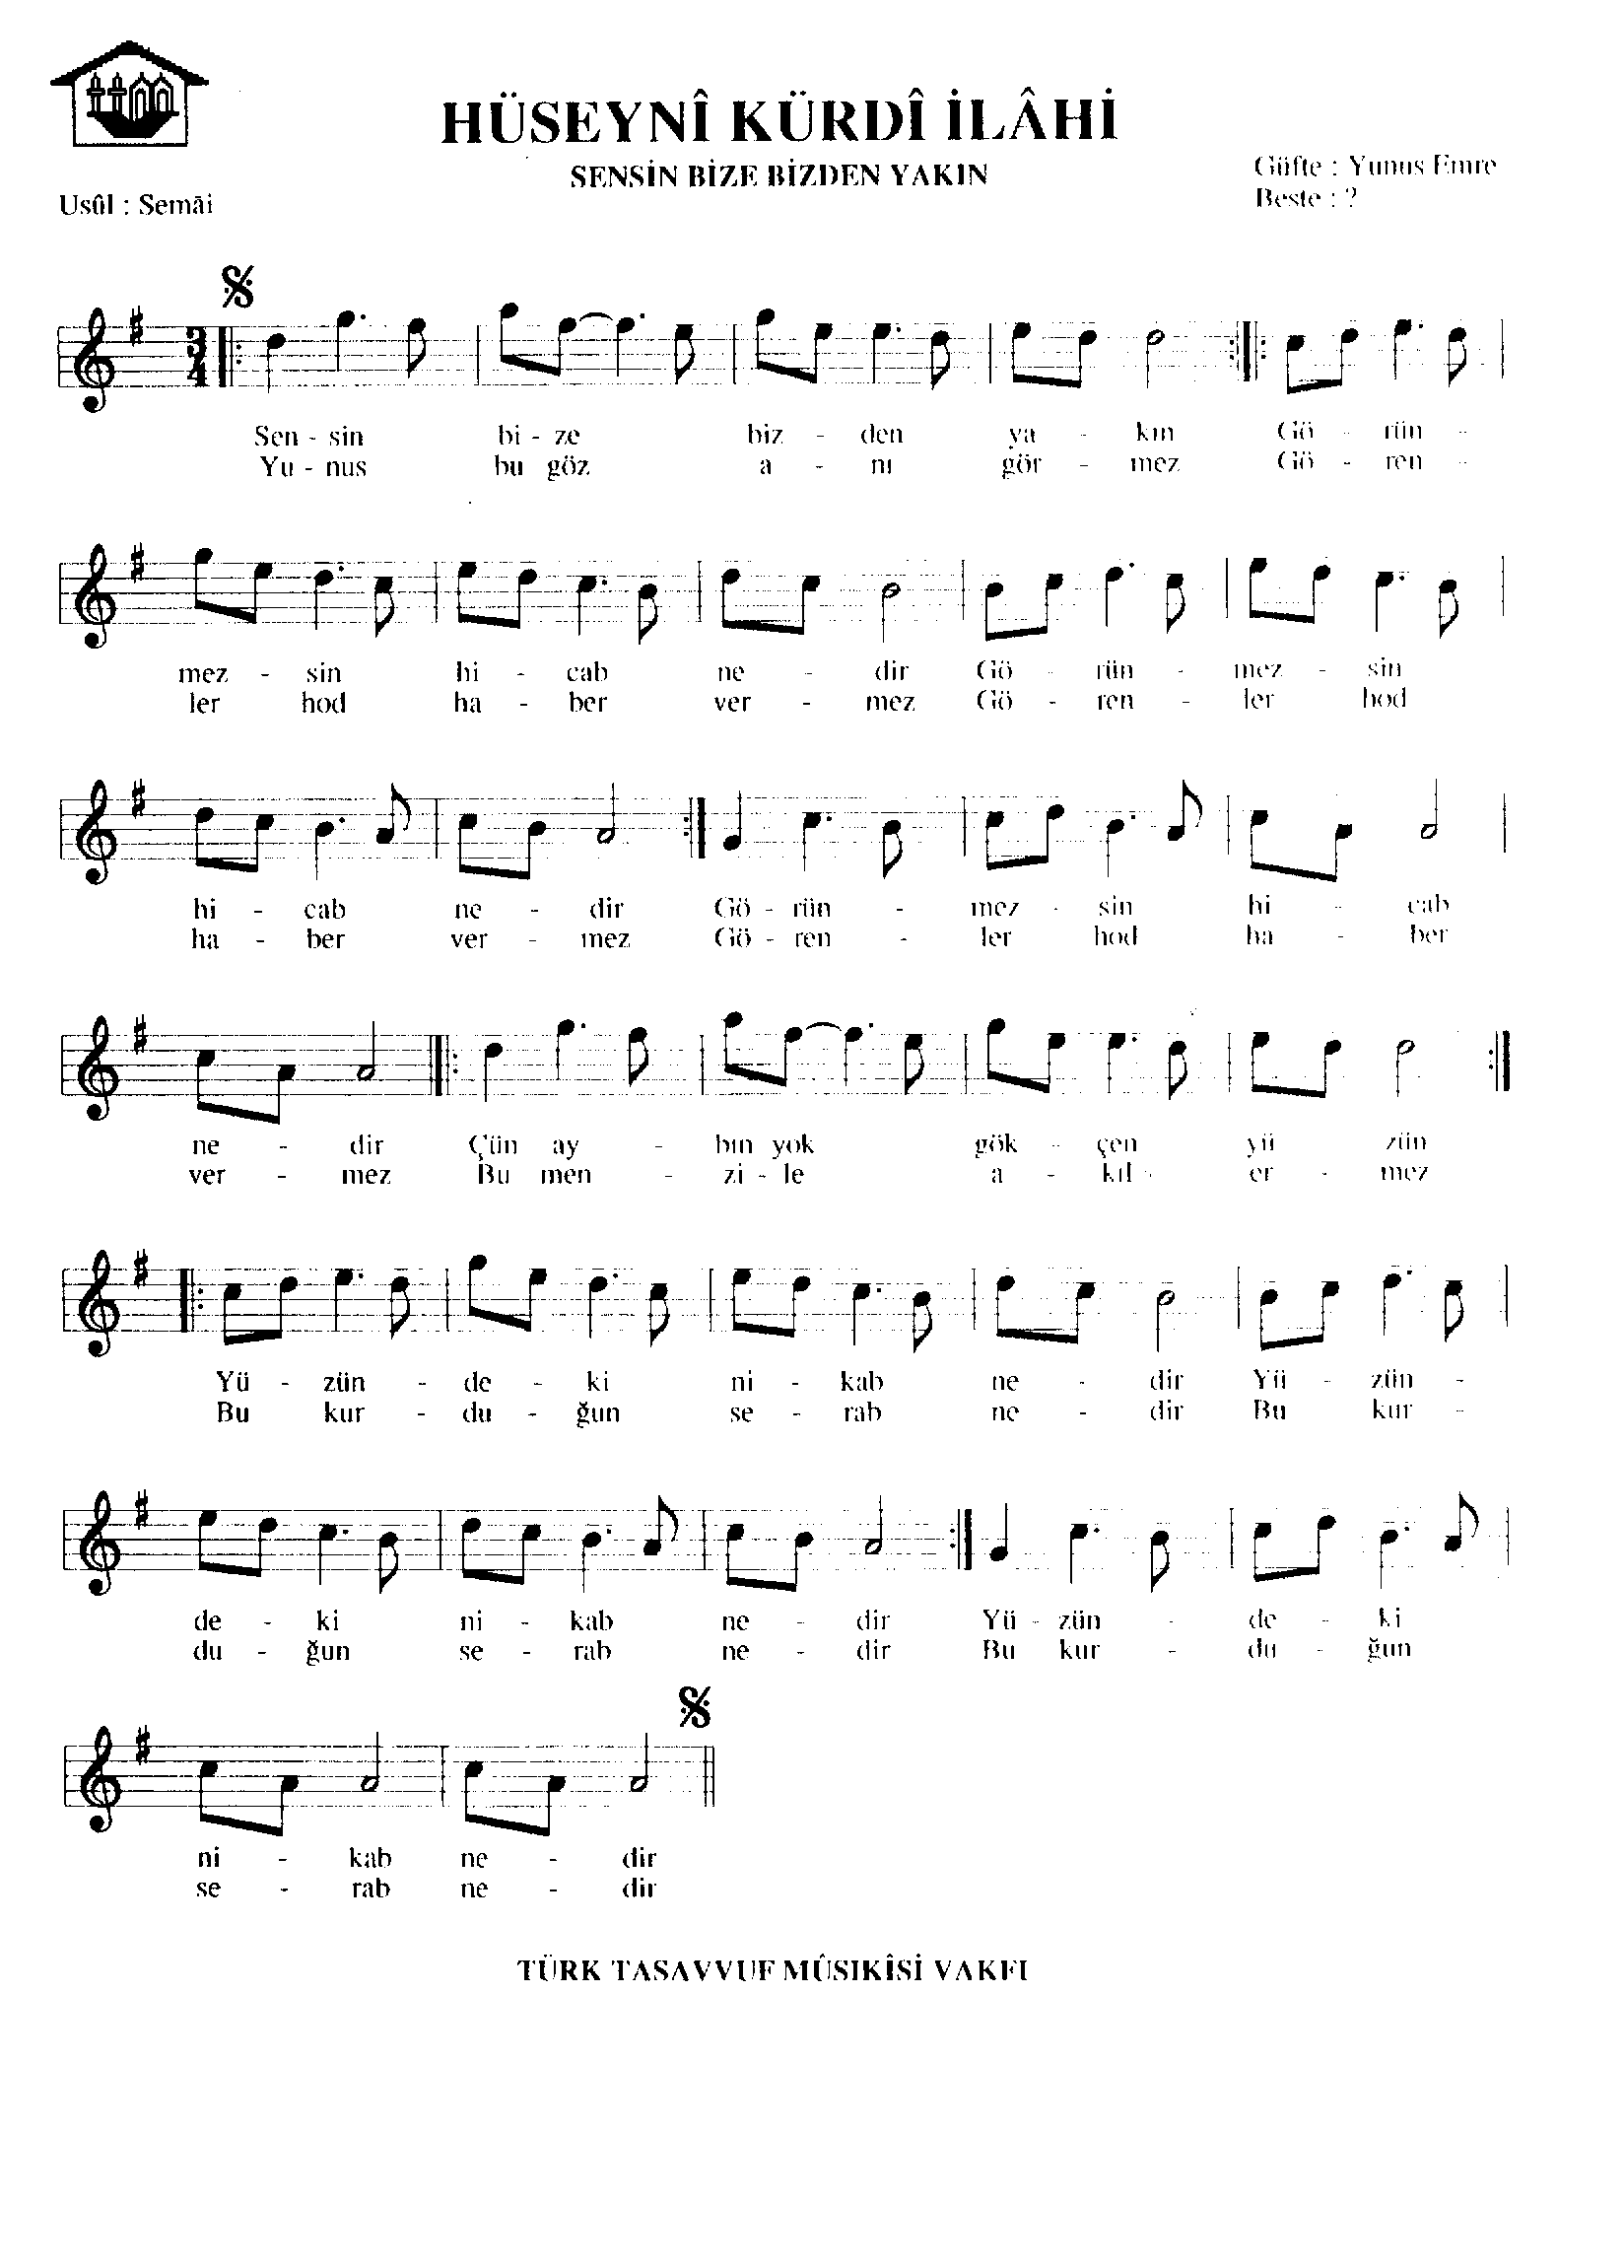 HÜSEYNÎ KÜRDÎ İLÂHİ
SENSİN BİZE BİZDEN YAKIN
Güfte : Yunus Emre
Usûl : Semâi
Beste : ?
3
4
Sen - sin bi - ze biz - den ya - kın Gö - rün -
Yu - nus bu göz a - nı gör - mez Gö - ren -
mez - sin hi - cab ne - dir Gö - rün - mez - sin
ler hod ha - ber ver - mez Gö - ren - ler hod
hi - cab ne - dir Gö - rün - mez - sin hi - cab
ha - ber ver - mez Gö - ren - ler hod ha - ber
ne - dir Çün ay - bın yok gök - çen yü zün
ver - mez Bu men - zi - le a - kıl - er - mez
Yü - zün - de - ki ni - kab ne - dir Yü - zün -
Bu kur - du - ğun se - rab ne - dir Bu kur -
de - ki ni - kab ne - dir Yü - zün - de - ki
du - ğun se - rab ne - dir Bu kur - du - ğun
ni - kab ne - dir
se - rab ne - dir
TÜRK TASAVVUF MÛSIKÎSİ VAKFI